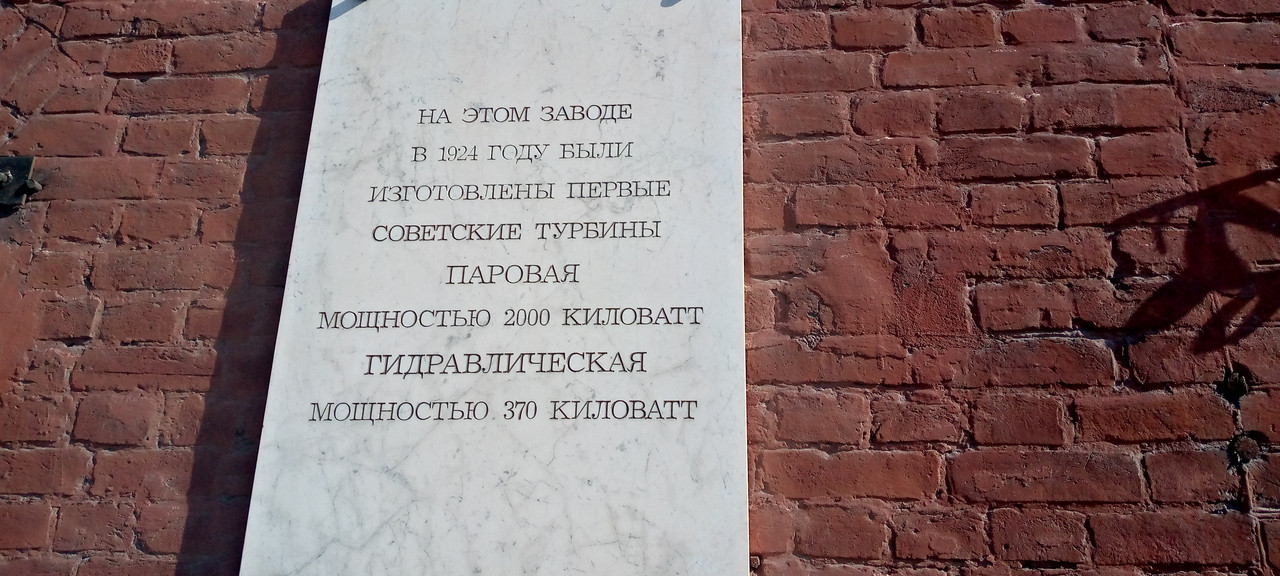 НА ЭТОМ ЗАВОДЕ
В 1924 ГОДУ БЫЛИ
ИЗГОТОВЛЕНЫ ПЕРВЫЕ
СОВЕТСКИЕ ТУРБИНЫ
ПАРОВАЯ
МОЩНОСТЬЮ 2000 КИЛОВАТТ
ГИДРАВЛИЧЕСКАЯ
МОЩНОСТЬЮ 370 КИЛОВАТТ